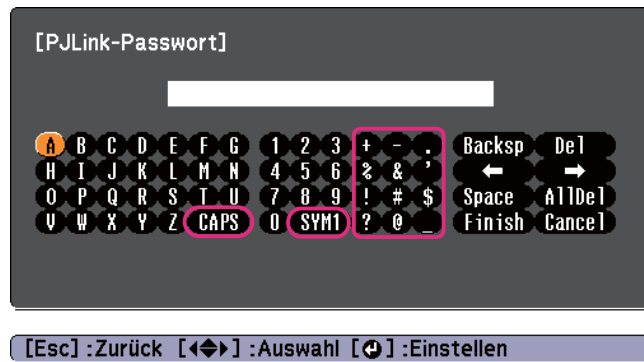 [PJLink-Passwort]
A B C D E F G 1 2 3 + - . Backsp Del
H I J K L M N 4 5 6 % & ' ← →
O P Q R S T U 7 8 9 ! # $ Space AllDel
V W X Y Z CAPS 0 SYM1 ? @ _ Finish Cancel
[Esc] :Zurück [◀◆▶] :Auswahl [↵] :Einstellen